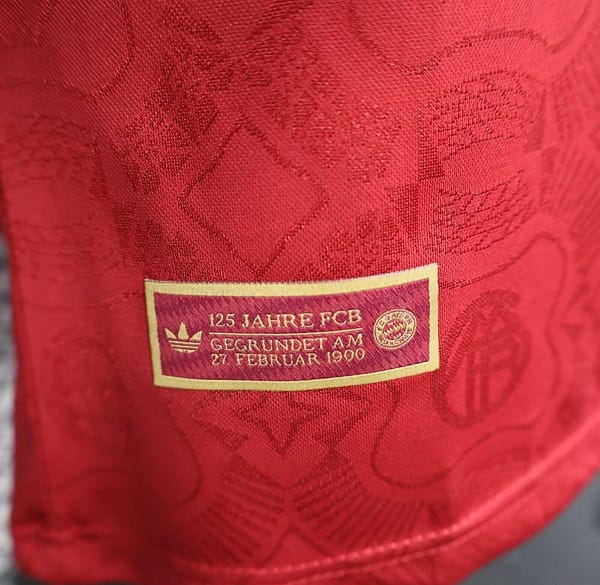 125 JAHRE FCB
GEGRUNDET AM
27. FEBRUAR 1900